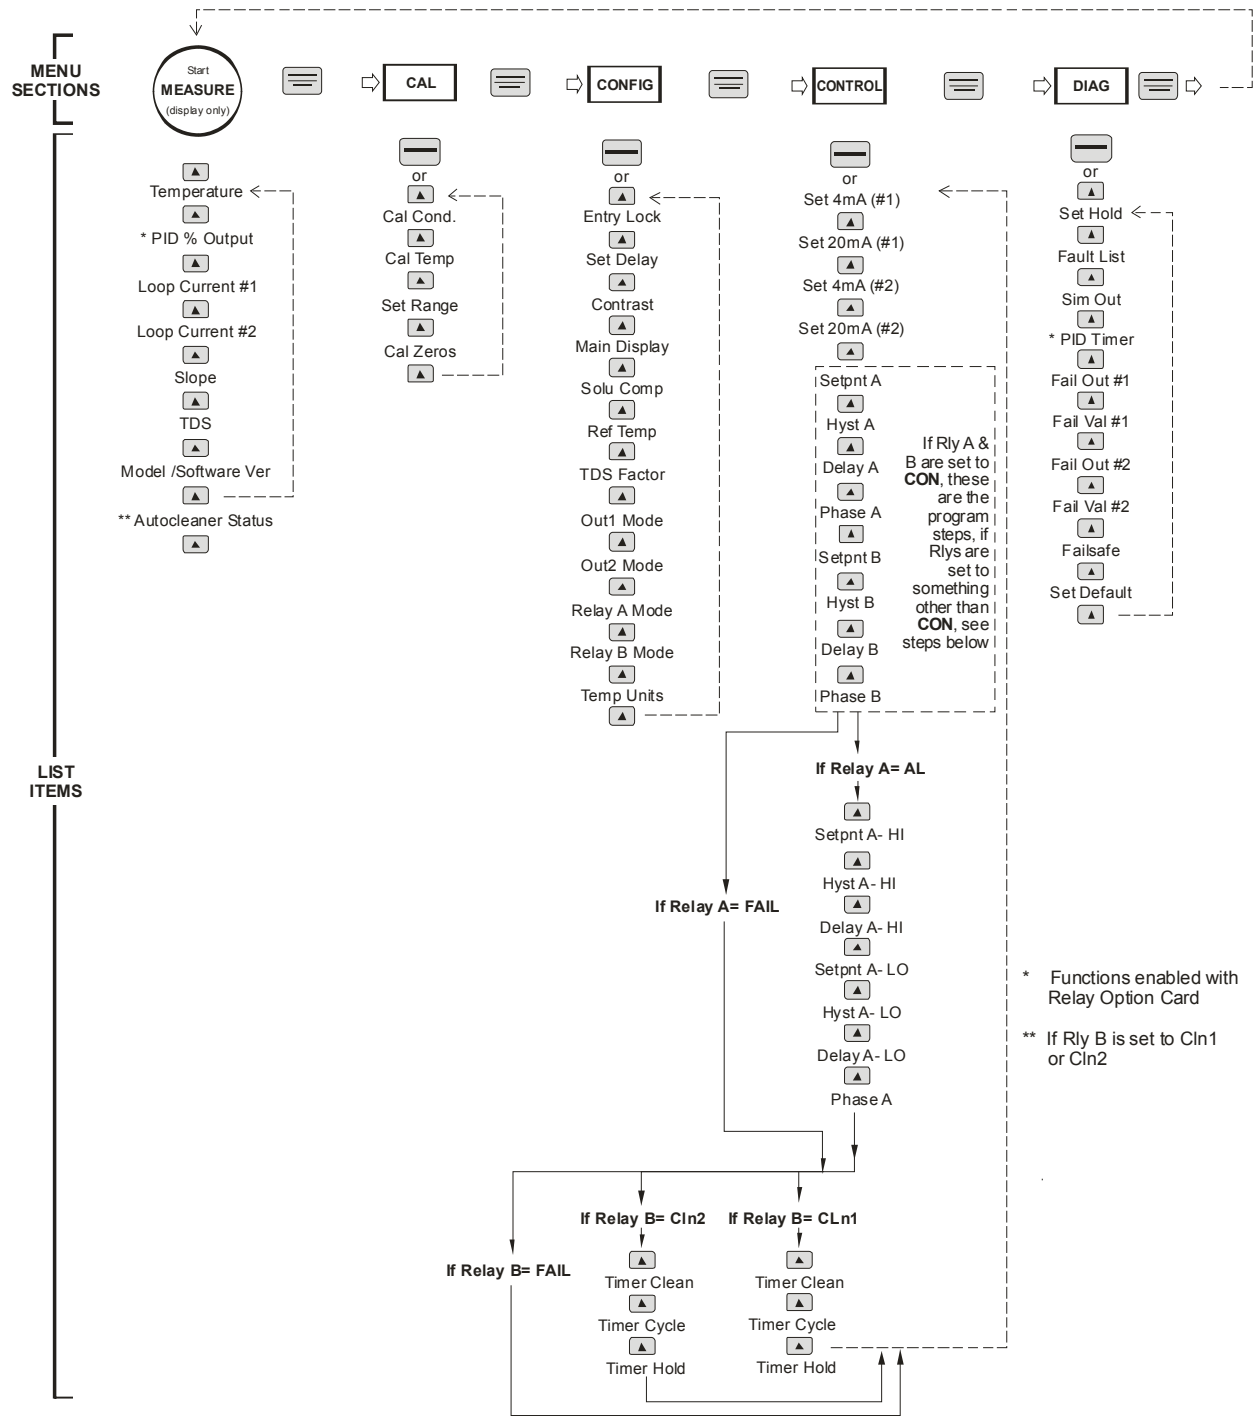 MENU
SECTIONS
Start
MEASURE
(display only)
CAL
CONFIG
CONTROL
DIAG
Temperature
* PID % Output
Loop Current #1
Loop Current #2
Slope
TDS
Model /Software Ver
** Autocleaner Status
or
Cal Cond.
Cal Temp
Set Range
Cal Zeros
or
Entry Lock
Set Delay
Contrast
Main Display
Solu Comp
Ref Temp
TDS Factor
Out1 Mode
Out2 Mode
Relay A Mode
Relay B Mode
Temp Units
or
Set 4mA (#1)
Set 20mA (#1)
Set 4mA (#2)
Set 20mA (#2)
Setpnt A
Hyst A
Delay A
Phase A
Setpnt B
Hyst B
Delay B
Phase B
If Rly A &
B are set to
CON, these
are the
program
steps, if
Rlys are
set to
something
other than
CON, see
steps below
or
Set Hold
Fault List
Sim Out
* PID Timer
Fail Out #1
Fail Val #1
Fail Out #2
Fail Val #2
Failsafe
Set Default
LIST
ITEMS
If Relay A= AL
Setpnt A- HI
Hyst A- HI
Delay A- HI
Setpnt A- LO
Hyst A- LO
Delay A- LO
Phase A
If Relay A= FAIL
* Functions enabled with
Relay Option Card
** If Rly B is set to Cln1
or Cln2
If Relay B= FAIL
If Relay B= Cln2
Timer Clean
Timer Cycle
Timer Hold
If Relay B= CLn1
Timer Clean
Timer Cycle
Timer Hold